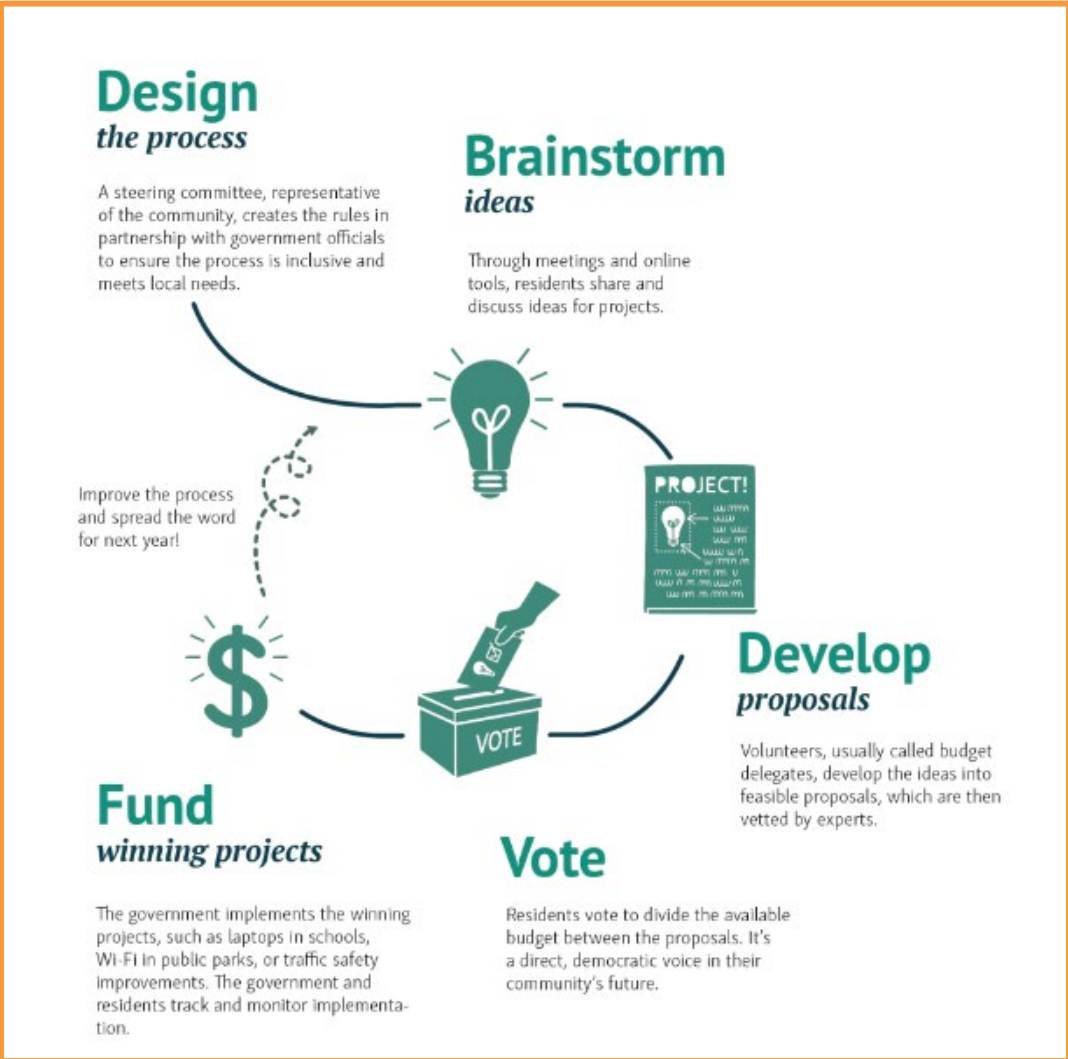 Design
the process
A steering committee, representative
of the community, creates the rules in
partnership with government officials
to ensure the process is inclusive and
meets local needs.
Brainstorm
ideas
Through meetings and online
tools, residents share and
discuss ideas for projects.
PROJECT!
Develop
proposals
Volunteers, usually called budget
delegates, develop the ideas into
feasible proposals, which are then
vetted by experts.
VOTE
Vote
Residents vote to divide the available
budget between the proposals. It's
a direct, democratic voice in their
community's future.
Fund
winning projects
The government implements the winning
projects, such as laptops in schools,
Wi-Fi in public parks, or traffic safety
improvements. The government and
residents track and monitor implementa-
tion.
Improve the process
and spread the word
for next year!